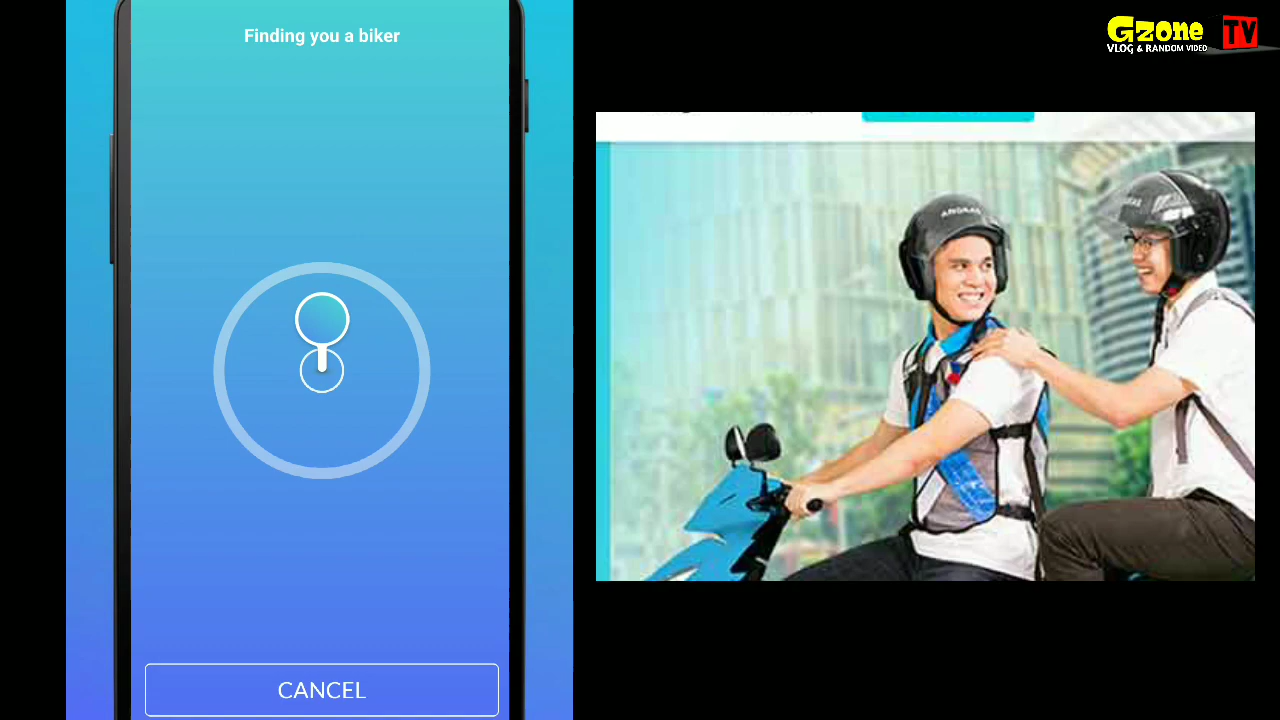 Finding you a biker
CANCEL
Gzone TV
VLOG & RANDOM VIDEO
ANGKAS